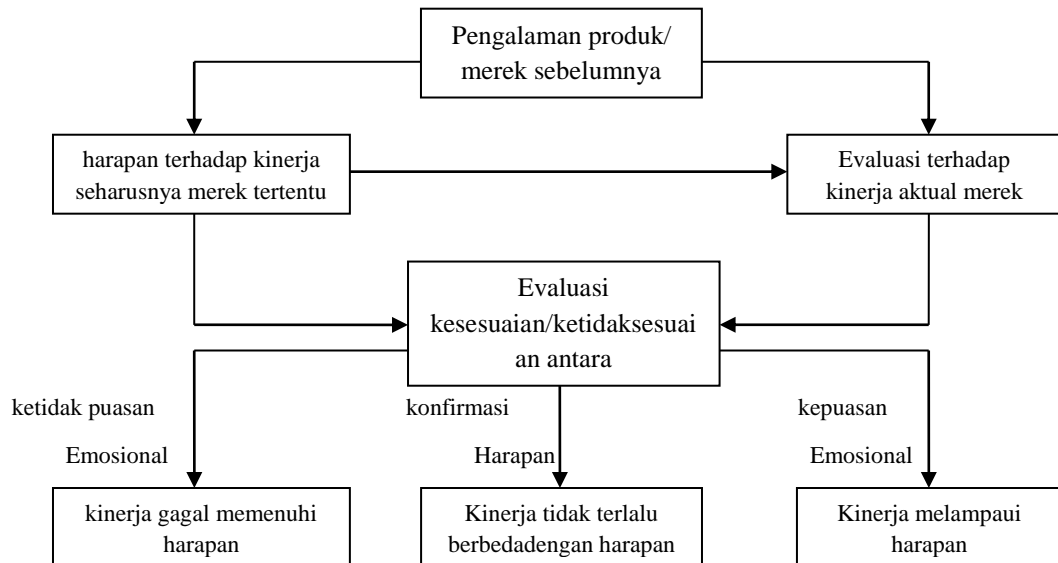 Pengalaman produk/
merek sebelumnya
harapan terhadap kinerja
seharusnya merek tertentu
Evaluasi terhadap
kinerja aktual merek
Evaluasi
kesesuaian/ketidaksesuai
an antara
ketidak puasan
Emosional
konfirmasi
Harapan
kepuasan
Emosional
kinerja gagal memenuhi
harapan
Kinerja tidak terlalu
berbedadengan harapan
Kinerja melampaui
harapan